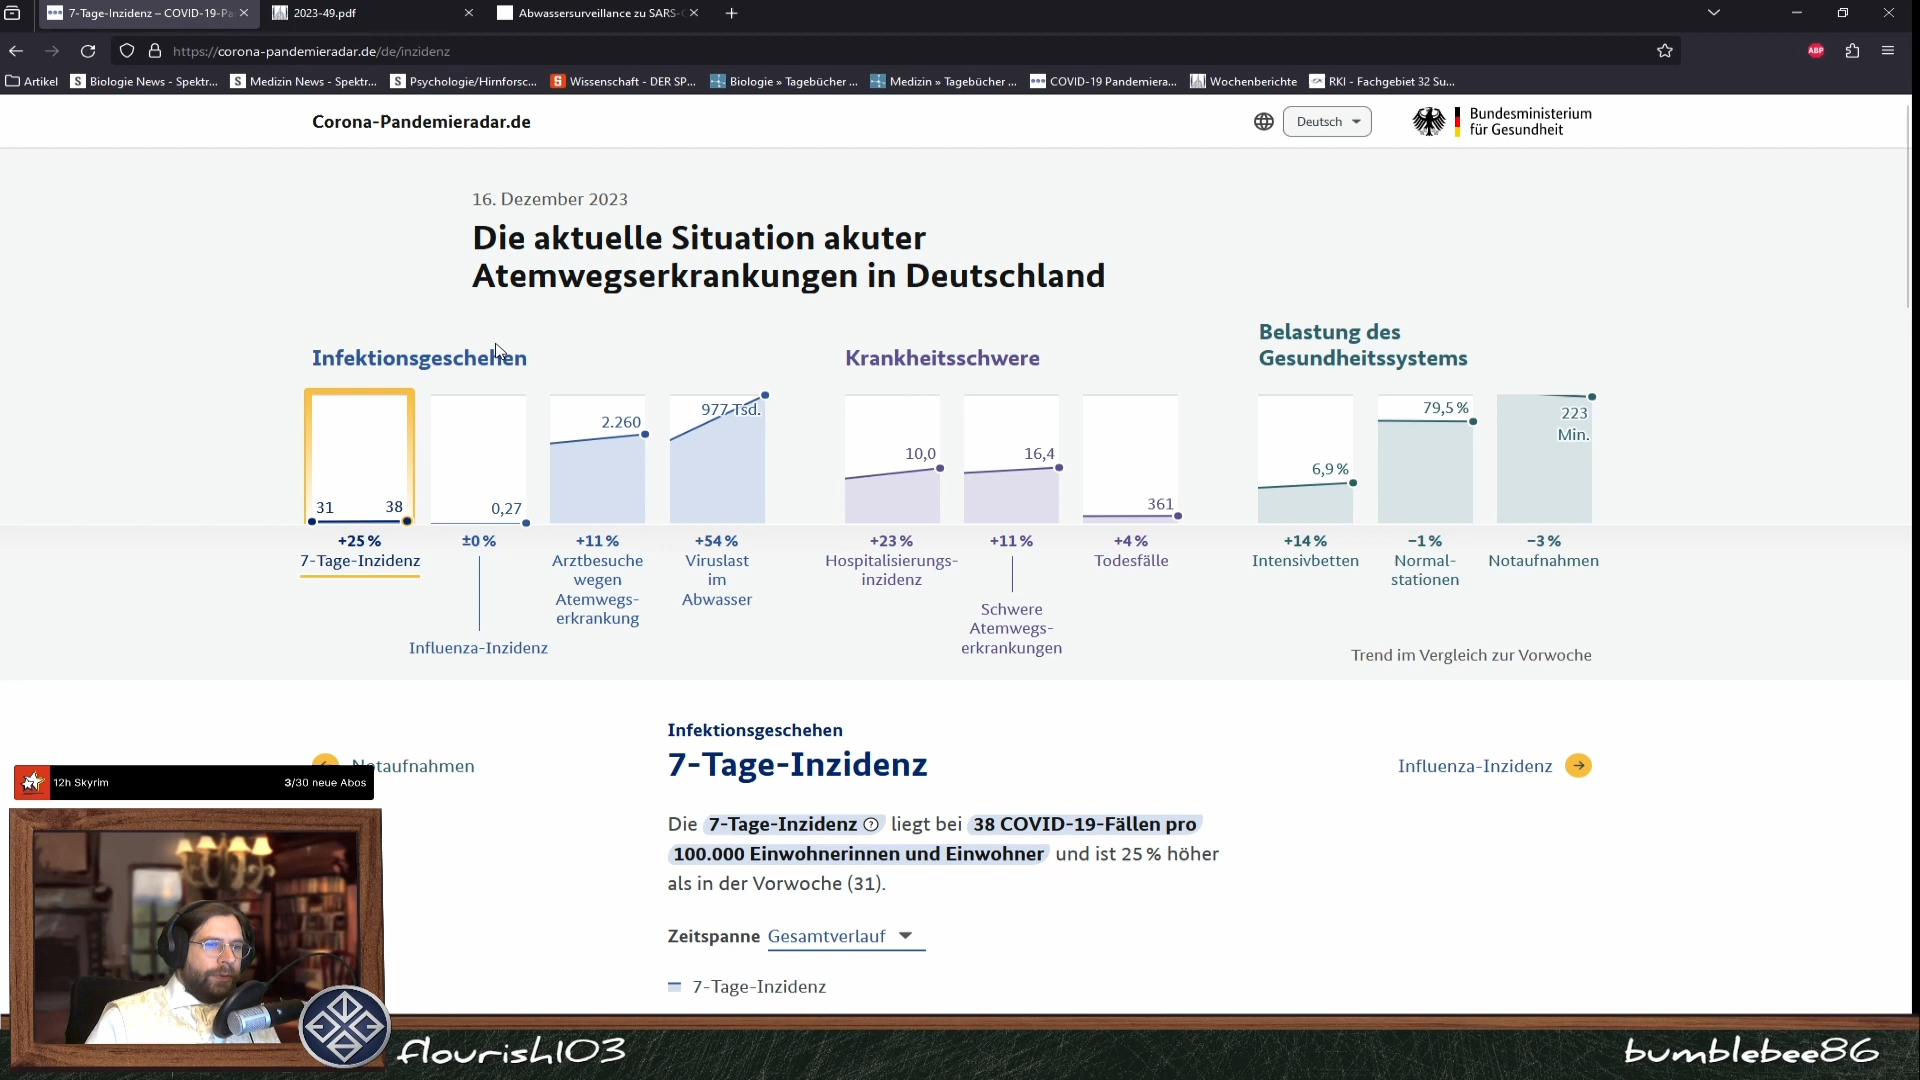 7-Tage-Inzidenz – COVID-19-Pa
2023-49.pdf
Abwassersurveillance zu SARS-
https://corona-pandemieradar.de/de/inzidenz
ABP
Artikel
Biologie News - Spektr...
Medizin News - Spektr...
Psychologie/Hirnforsc...
Wissenschaft - DER SP...
Biologie » Tagebücher ...
Medizin » Tagebücher ...
COVID-19 Pandemiera...
Wochenberichte
RKI - Fachgebiet 32 Su...
Corona-Pandemieradar.de
Deutsch
Bundesministerium
für Gesundheit
16. Dezember 2023
Die aktuelle Situation akuter
Atemwegserkrankungen in Deutschland
Infektionsgeschehen
31
38
+25 %
7-Tage-Inzidenz
0,27
±0 %
Influenza-Inzidenz
2.260
+11 %
Arztbesuche
wegen
Atemwegs-
erkrankung
977 Tsd.
+54 %
Viruslast
im
Abwasser
Krankheitsschwere
10,0
+23 %
Hospitalisierungs-
inzidenz
16,4
+11 %
Schwere
Atemwegs-
erkrankungen
361
+4 %
Todesfälle
Belastung des
Gesundheitssystems
6,9 %
+14 %
Intensivbetten
79,5 %
−1 %
Normal-
stationen
223
Min.
−3 %
Notaufnahmen
Trend im Vergleich zur Vorwoche
Notaufnahmen
Infektionsgeschehen
7-Tage-Inzidenz
Influenza-Inzidenz
Die 7-Tage-Inzidenz ? liegt bei 38 COVID-19-Fällen pro
100.000 Einwohnerinnen und Einwohner und ist 25 % höher
als in der Vorwoche (31).
Zeitspanne Gesamtverlauf
7-Tage-Inzidenz
12h Skyrim
3/30 neue Abos
flourish103
bumblebee86